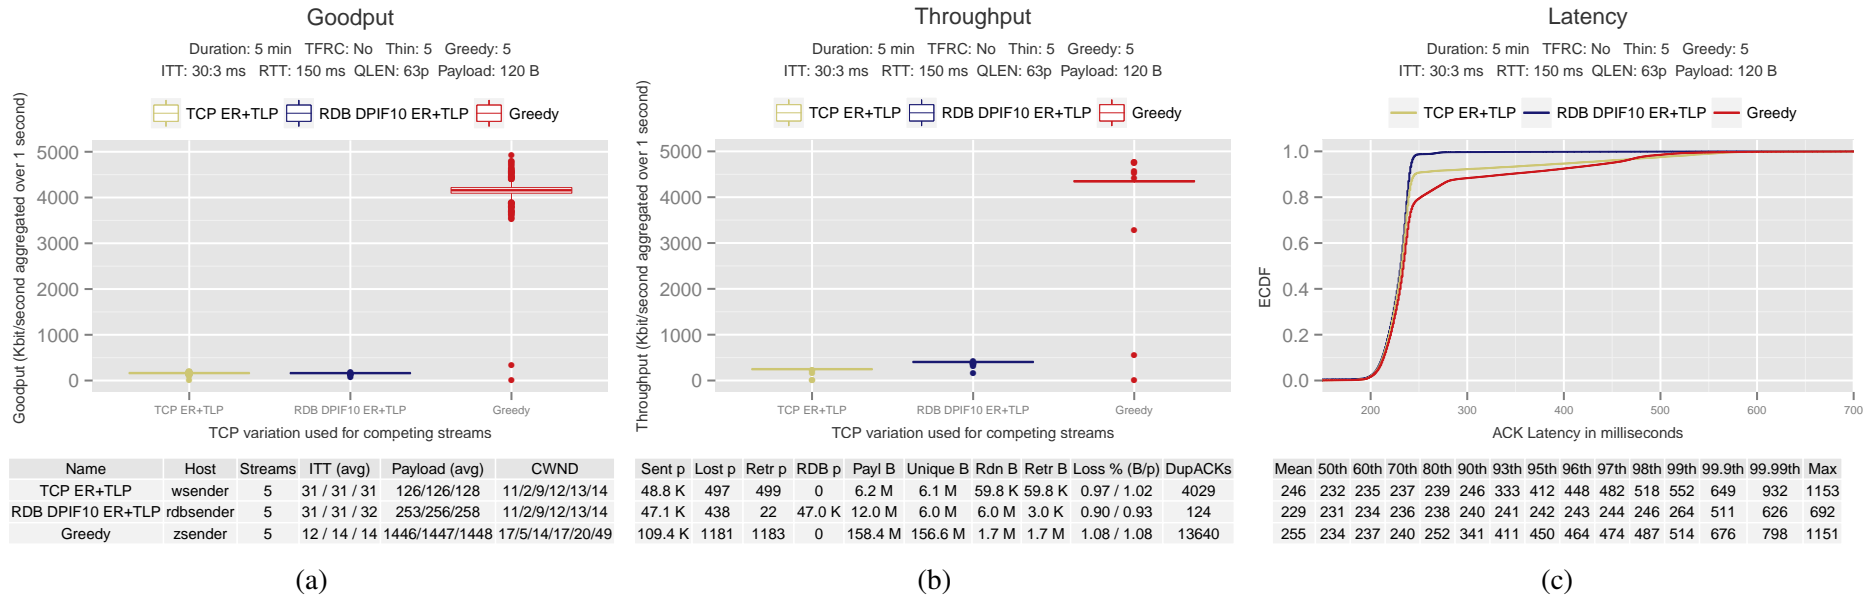 Goodput
Duration: 5 min TFRC: No Thin: 5 Greedy: 5
ITT: 30:3 ms RTT: 150 ms QLEN: 63p Payload: 120 B
TCP ER+TLP RDB DPIF10 ER+TLP Greedy
Goodput (Kbit/second aggregated over 1 second)
5000
4000
3000
2000
1000
0
TCP ER+TLP RDB DPIF10 ER+TLP Greedy
TCP variation used for competing streams
Name Host Streams ITT (avg) Payload (avg) CWND
TCP ER+TLP wsender 5 31 / 31 / 31 126/126/128 11/2/9/12/13/14
RDB DPIF10 ER+TLP rdbsender 5 31 / 31 / 32 253/256/258 11/2/9/12/13/14
Greedy zsender 5 12 / 14 / 14 1446/1447/1448 17/5/14/17/20/49
(a)
Throughput
Duration: 5 min TFRC: No Thin: 5 Greedy: 5
ITT: 30:3 ms RTT: 150 ms QLEN: 63p Payload: 120 B
TCP ER+TLP RDB DPIF10 ER+TLP Greedy
Throughput (Kbit/second aggregated over 1 second)
5000
4000
3000
2000
1000
0
TCP ER+TLP RDB DPIF10 ER+TLP Greedy
TCP variation used for competing streams
Sent p Lost p Retr p RDB p Payl B Unique B Rdn B Retr B Loss % (B/p) DupACKs
48.8 K 497 499 0 6.2 M 6.1 M 59.8 K 59.8 K 0.97 / 1.02 4029
47.1 K 438 22 47.0 K 12.0 M 6.0 M 6.0 M 3.0 K 0.90 / 0.93 124
109.4 K 1181 1183 0 158.4 M 156.6 M 1.7 M 1.7 M 1.08 / 1.08 13640
(b)
Latency
Duration: 5 min TFRC: No Thin: 5 Greedy: 5
ITT: 30:3 ms RTT: 150 ms QLEN: 63p Payload: 120 B
TCP ER+TLP RDB DPIF10 ER+TLP Greedy
ECDF
1.0
0.8
0.6
0.4
0.2
0.0
200 300 400 500 600 700
ACK Latency in milliseconds
Mean 50th 60th 70th 80th 90th 93th 95th 96th 97th 98th 99th 99.9th 99.99th Max
246 232 235 237 239 246 333 412 448 482 518 552 649 932 1153
229 231 234 236 238 240 241 242 243 244 246 264 511 626 692
255 234 237 240 252 341 411 450 464 474 487 514 676 798 1151
(c)